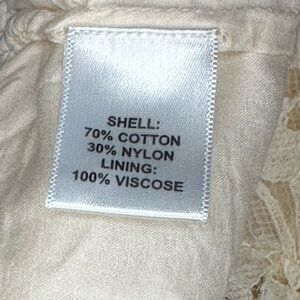 SHELL:
70% COTTON
30% NYLON
LINING:
100% VISCOSE